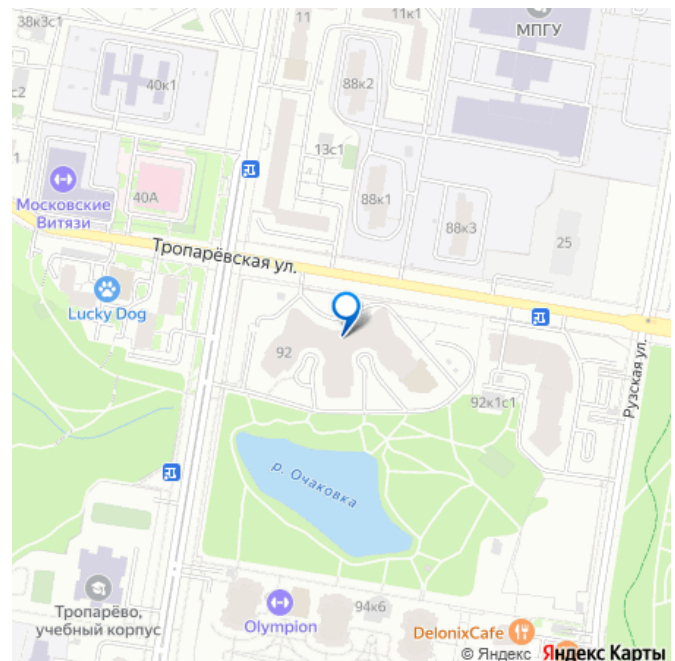 38к3с1
11
11к1
МПГУ
40к1
88к2
с2
13с1
1
40А
88к1
88к3
Московские
Витязи
25
Тропарёвская ул.
Lucky Dog
92
92к1с1
Рузская ул.
р. Очаковка
Тропарёво,
учебный корпус
94к6
Olympion
DelonixCafe
© Яндекс Яндекс Карты